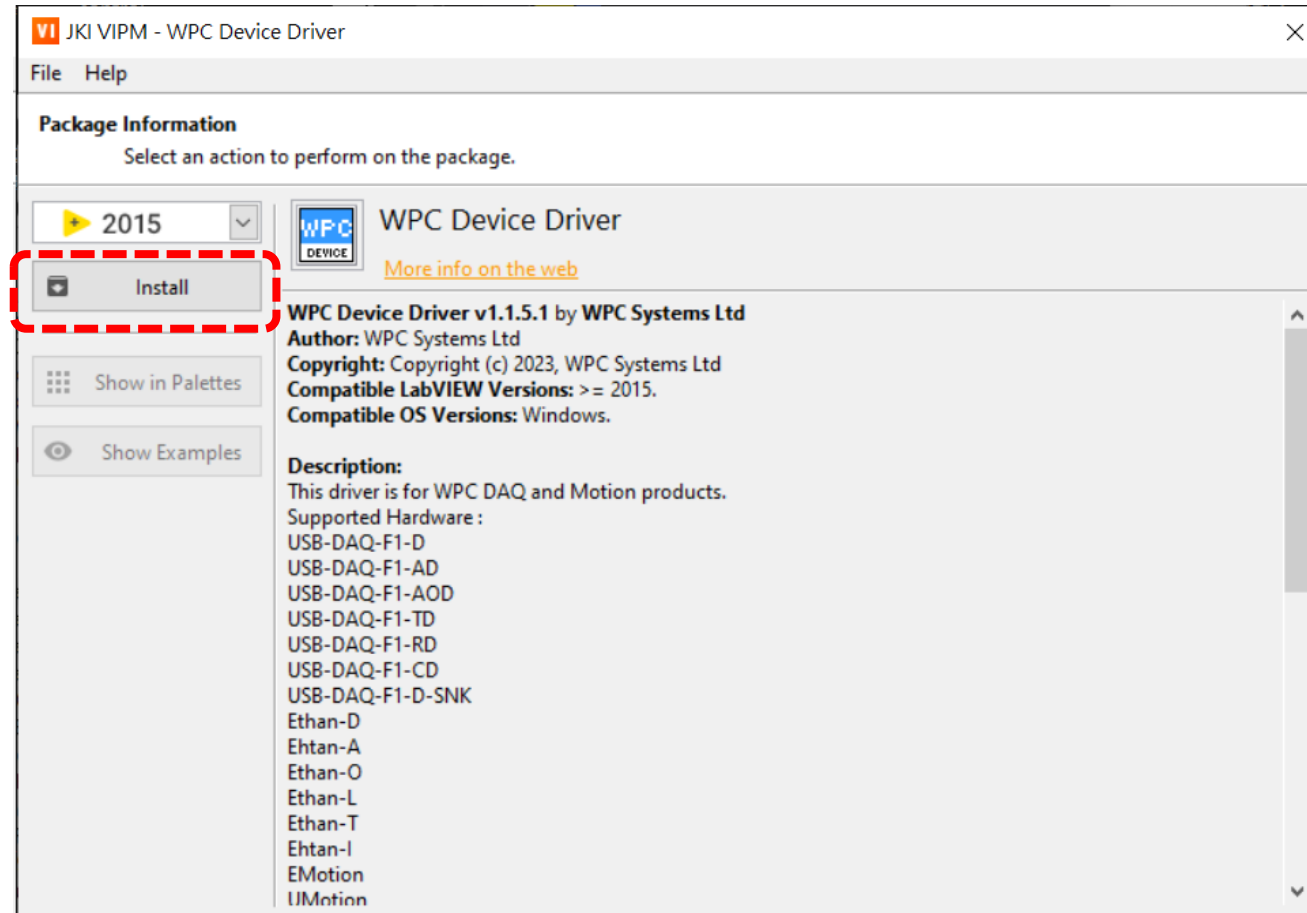 VI JKI VIPM - WPC Device Driver
File Help
Package Information
Select an action to perform on the package.
2015
Install
Show in Palettes
Show Examples
WPC
DEVICE
WPC Device Driver
More info on the web
WPC Device Driver v1.1.5.1 by WPC Systems Ltd
Author: WPC Systems Ltd
Copyright: Copyright (c) 2023, WPC Systems Ltd
Compatible LabVIEW Versions: >= 2015.
Compatible OS Versions: Windows.
Description:
This driver is for WPC DAQ and Motion products.
Supported Hardware :
USB-DAQ-F1-D
USB-DAQ-F1-AD
USB-DAQ-F1-AOD
USB-DAQ-F1-TD
USB-DAQ-F1-RD
USB-DAQ-F1-CD
USB-DAQ-F1-D-SNK
Ethan-D
Ehtan-A
Ethan-O
Ethan-L
Ethan-T
Ehtan-I
EMotion
UMotion